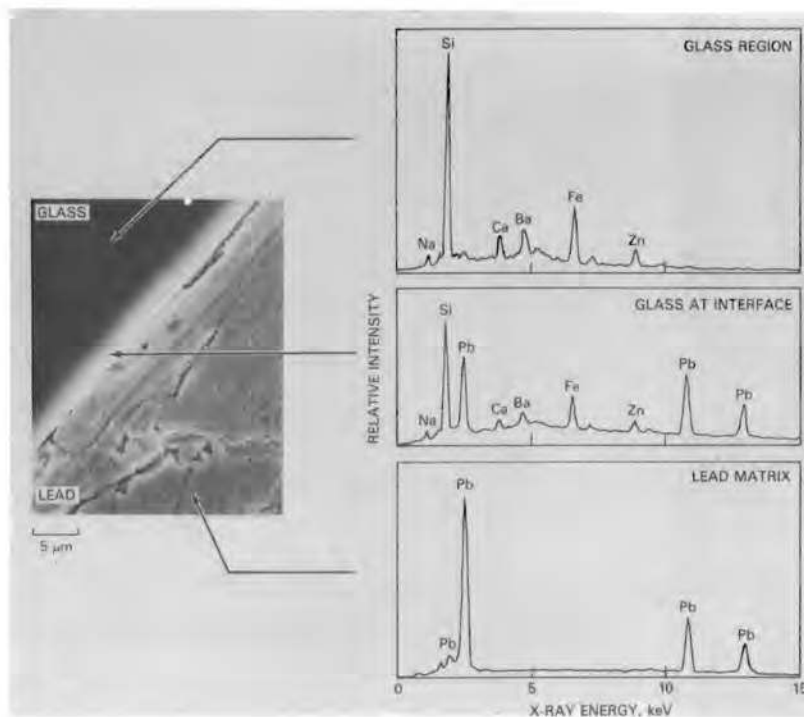 GLASS
LEAD
5 μm
RELATIVE INTENSITY
GLASS REGION
Si
Na
Ca
Ba
Fe
Zn
GLASS AT INTERFACE
Si
Pb
Na
Ca
Ba
Fe
Zn
Pb
Pb
LEAD MATRIX
Pb
Pb
Pb
Pb
0 5 10 15
X-RAY ENERGY, keV